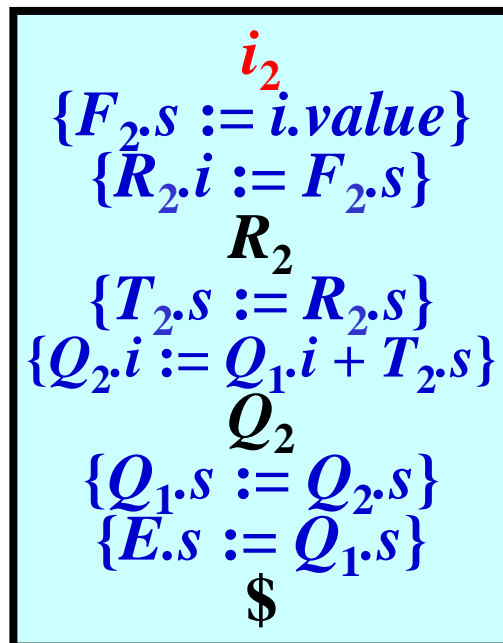 i₂
{F₂.s := i.value}
{R₂.i := F₂.s}
R₂
{T₂.s := R₂.s}
{Q₂.i := Q₁.i + T₂.s}
Q₂
{Q₁.s := Q₂.s}
{E.s := Q₁.s}
$